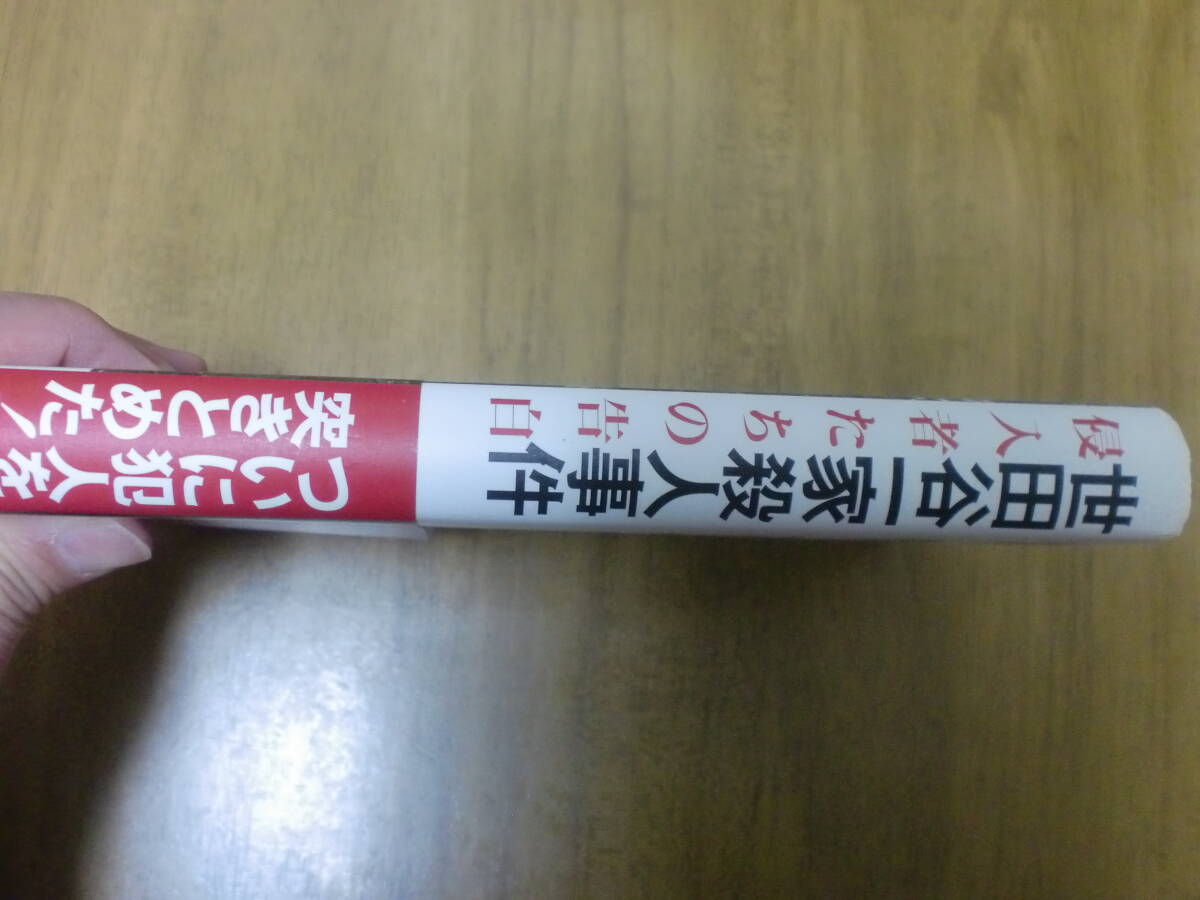 世田谷一家殺人事件
侵入者たちの告白
ついに犯人を
突きとめた!